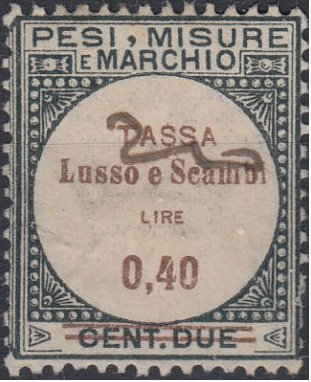 PESI, MISURE
E MARCHIO
TASSA
Lusso e Scambi
LIRE
0,40
CENT. DUE